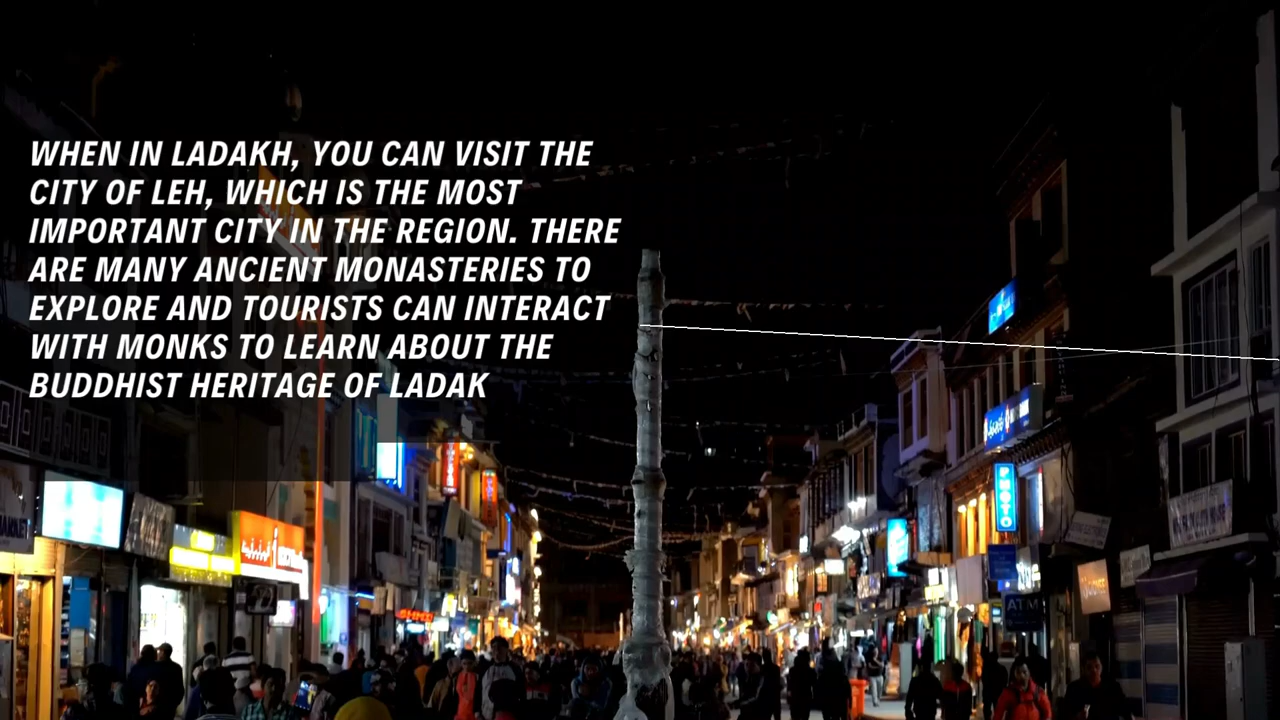 WHEN IN LADAKH, YOU CAN VISIT THE
CITY OF LEH, WHICH IS THE MOST
IMPORTANT CITY IN THE REGION. THERE
ARE MANY ANCIENT MONASTERIES TO
EXPLORE AND TOURISTS CAN INTERACT
WITH MONKS TO LEARN ABOUT THE
BUDDHIST HERITAGE OF LADAK
PHOTO
ATM